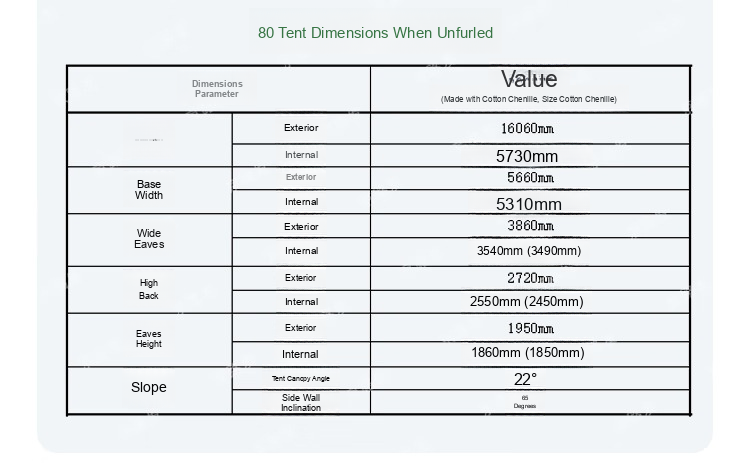 80 Tent Dimensions When Unfurled
Dimensions
Parameter
Value
(Made with Cotton Chenille, Size Cotton Chenille)
Exterior
16060mm
Internal
5730mm
Base
Width
Exterior
5660mm
Internal
5310mm
Wide
Eaves
Exterior
3860mm
Internal
3540mm (3490mm)
High
Back
Exterior
2720mm
Internal
2550mm (2450mm)
Eaves
Height
Exterior
1950mm
Internal
1860mm (1850mm)
Slope
Tent Canopy Angle
22°
Side Wall
Inclination
65
Degrees